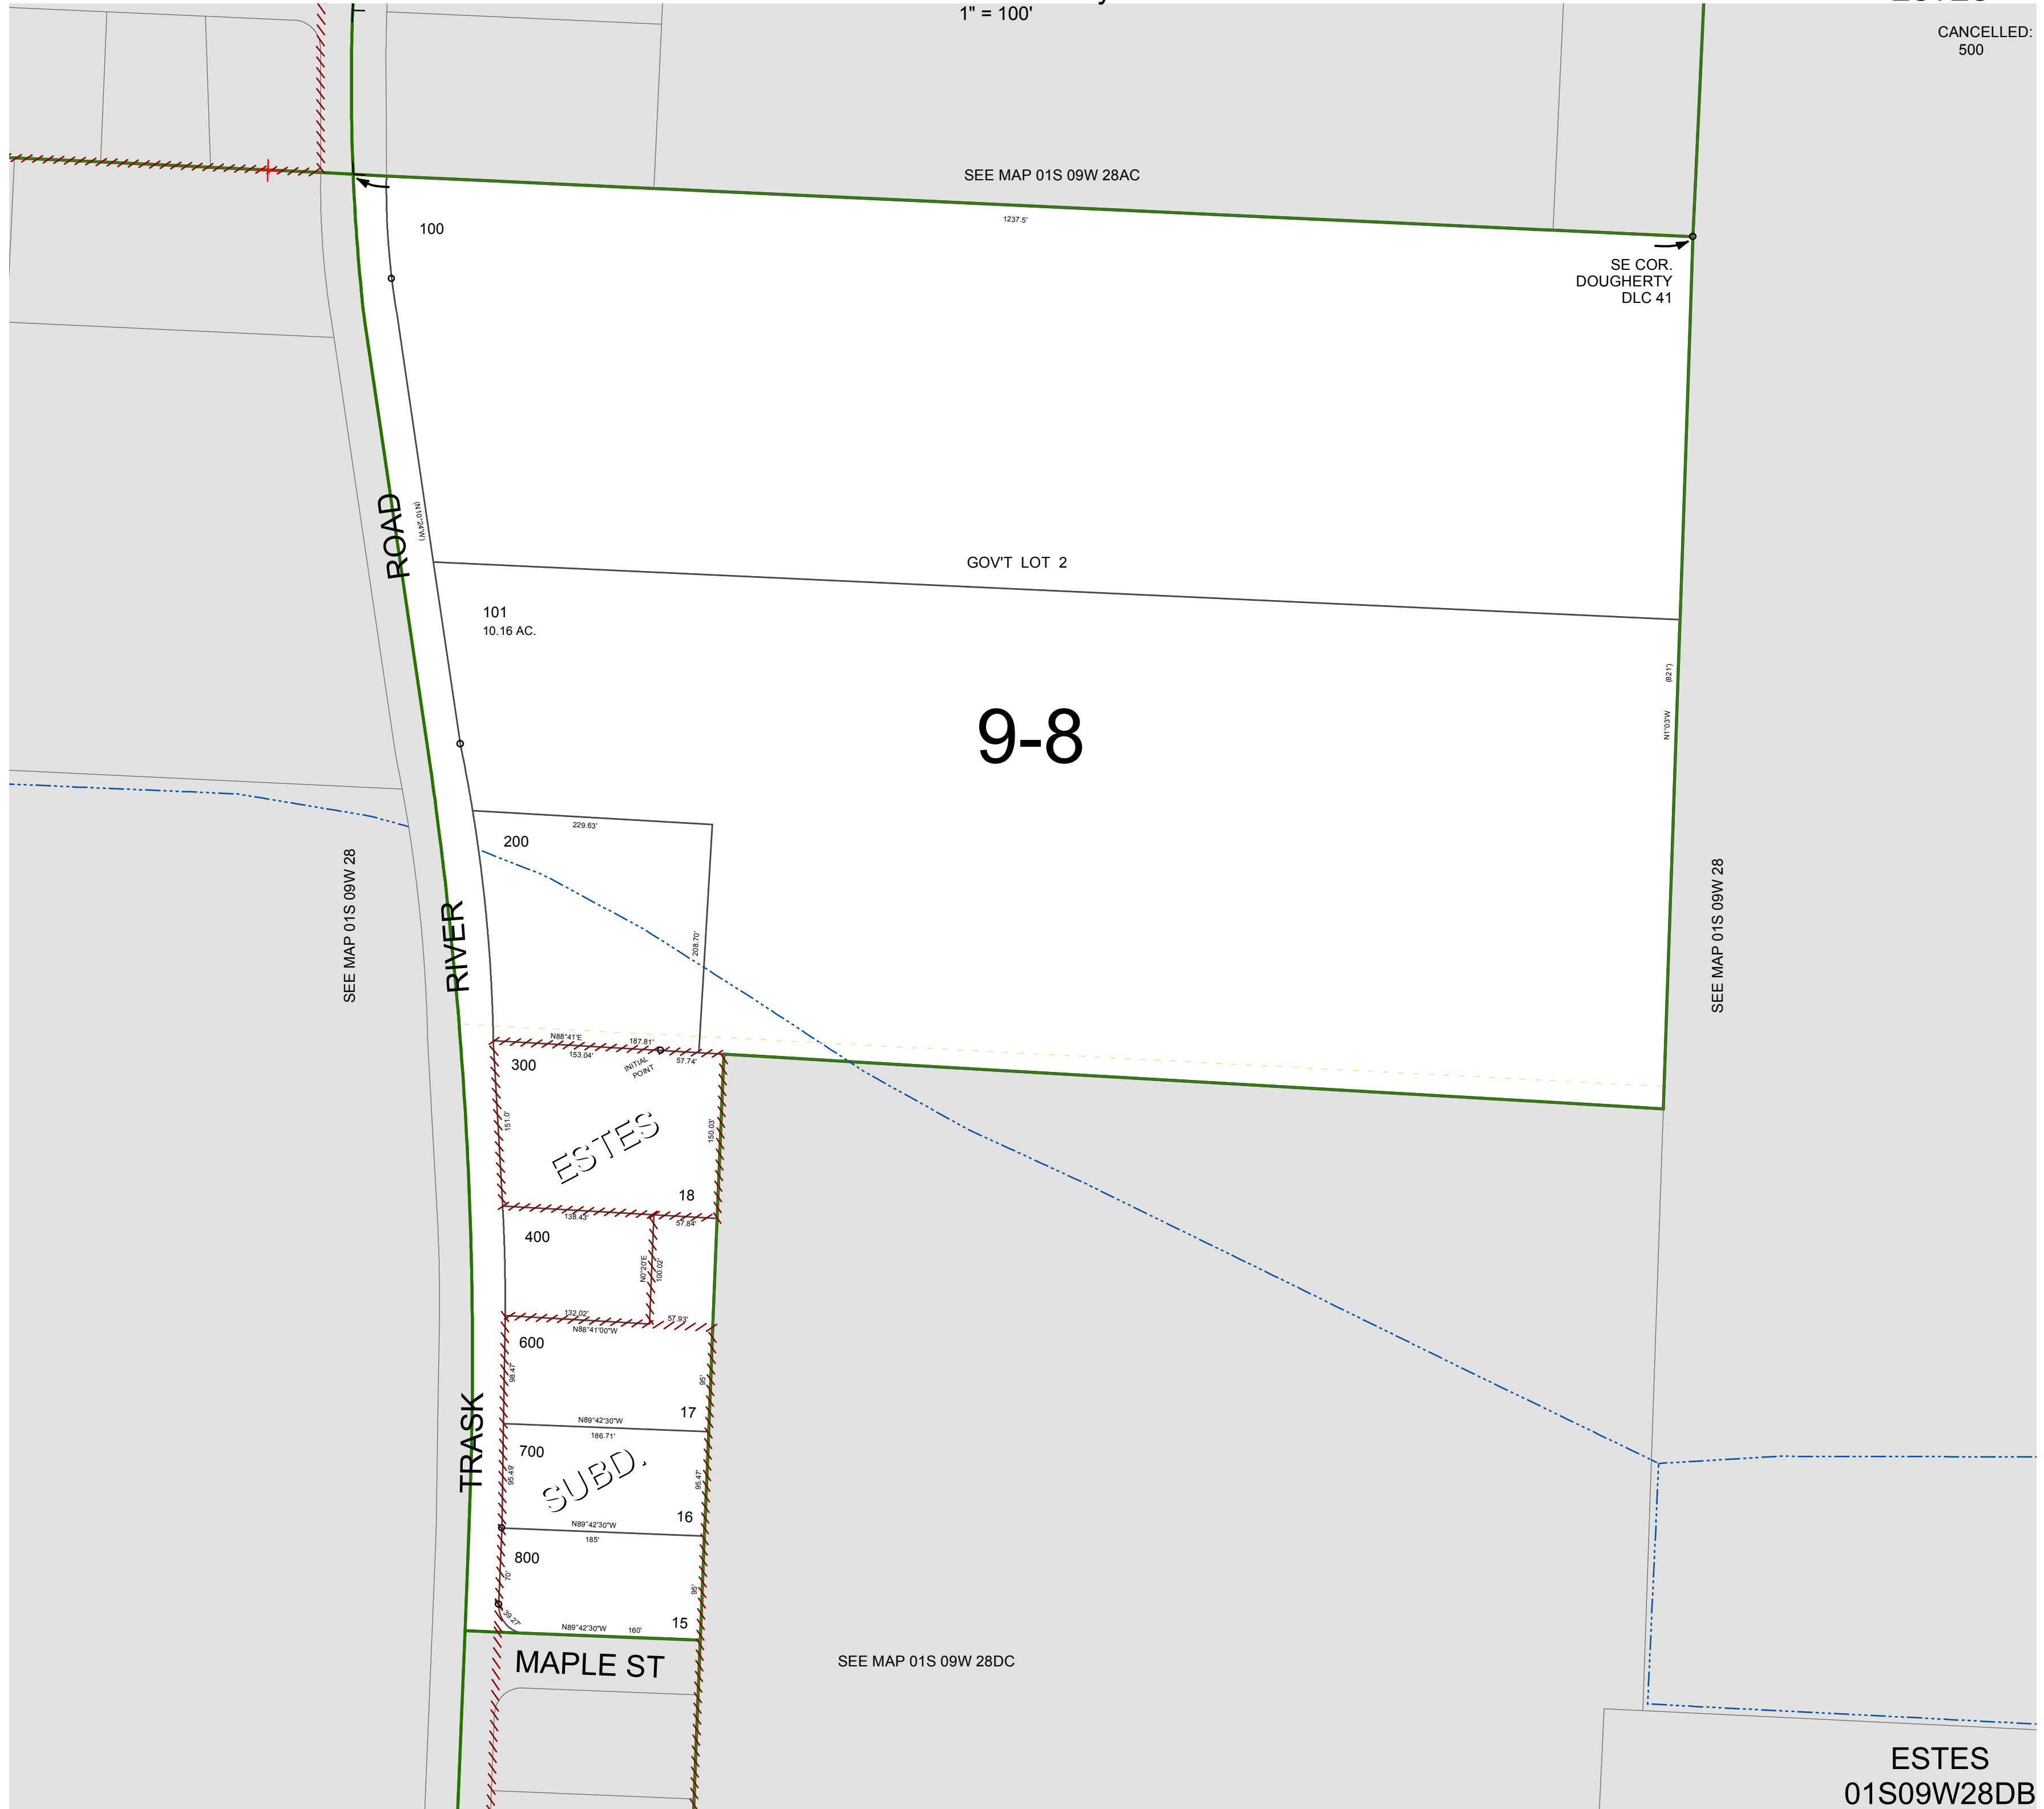 1" = 100'
CANCELLED:
500
SEE MAP 01S 09W 28AC
1237.5'
100
SE COR.
DOUGHERTY
DLC 41
ROAD
(N10°24'W)
GOV'T LOT 2
101
10.16 AC.
(821')
N1°03'W
9-8
229.63'
200
SEE MAP 01S 09W 28
SEE MAP 01S 09W 28
RIVER
208.70'
N88°41'E
187.81'
153.04'
57.74'
300
INITIAL
POINT
151.0'
150.03'
ESTES
18
138.43'
57.84'
400
N0°20'E
100.02'
132.02'
57.93'
N88°41'00"W
600
98.47'
95'
TRASK
17
N89°42'30"W
186.71'
700
SUBD.
95.49'
95.47'
16
N89°42'30"W
185'
800
70'
95'
39.27'
15
N89°42'30"W
160'
MAPLE ST
SEE MAP 01S 09W 28DC
ESTES
01S09W28DB